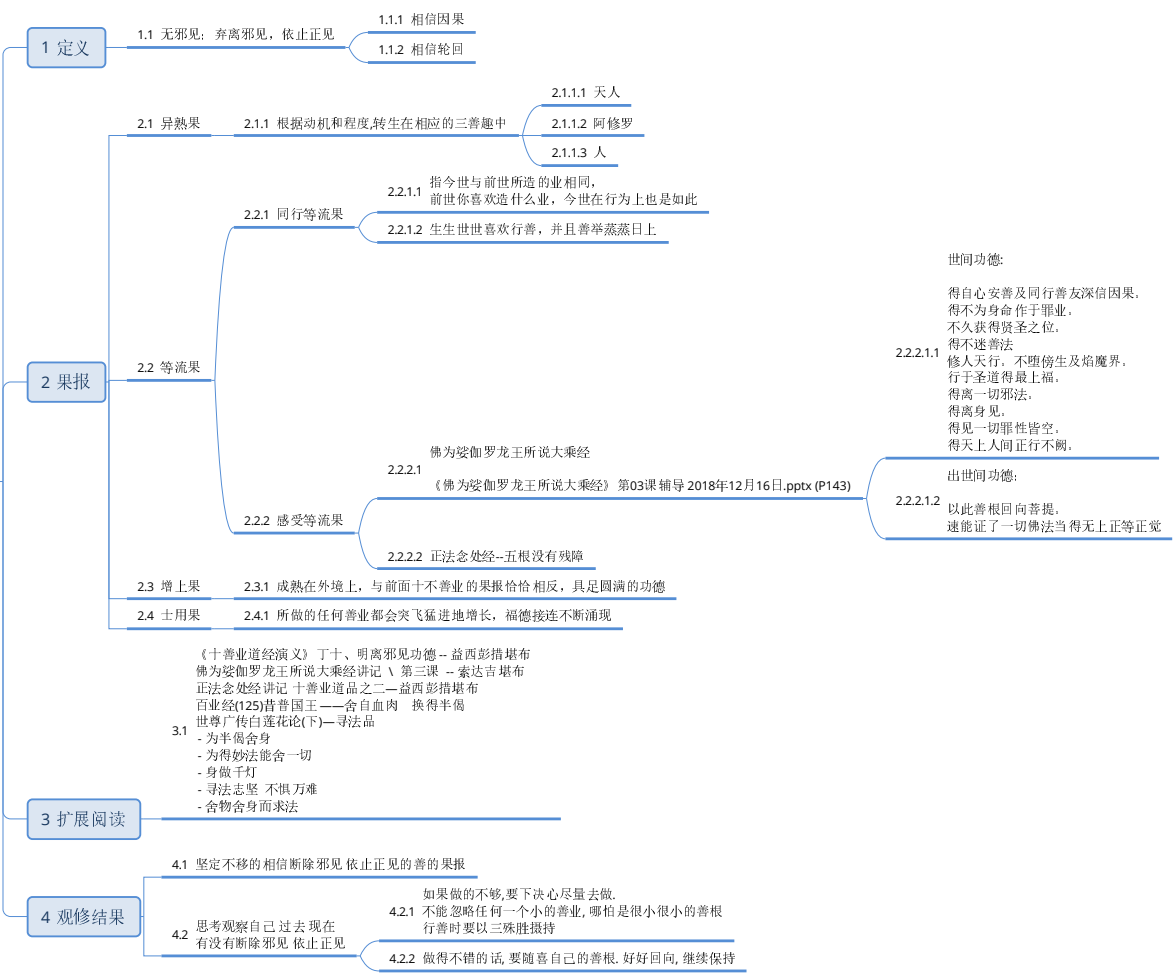 1 定义
1.1 无邪见：弃离邪见，依止正见
1.1.1 相信因果
1.1.2 相信轮回
2 果报
2.1 异熟果
2.1.1 根据动机和程度,转生在相应的三善趣中
2.1.1.1 天人
2.1.1.2 阿修罗
2.1.1.3 人
2.2 等流果
2.2.1 同行等流果
2.2.1.1 指今世与前世所造的业相同，
前世你喜欢造什么业，今世在行为上也是如此
2.2.1.2 生生世世喜欢行善，并且善举蒸蒸日上
2.2.2 感受等流果
2.2.2.1 佛为娑伽罗龙王所说大乘经
《佛为娑伽罗龙王所说大乘经》第03课辅导 2018年12月16日.pptx (P143)
2.2.2.1.1 世间功德:
得自心安善及同行善友深信因果。
得不为身命作于罪业。
不久获得贤圣之位。
得不迷善法
修人天行。不堕傍生及焰魔界。
行于圣道得最上福。
得离一切邪法。
得离身见。
得见一切罪性皆空。
得天上人间正行不阙。
2.2.2.1.2 出世间功德:
以此善根回向菩提。
速能证了一切佛法当得无上正等正觉
2.2.2.2 正法念处经--五根没有残障
2.3 增上果
2.3.1 成熟在外境上，与前面十不善业的果报恰恰相反，具足圆满的功德
2.4 士用果
2.4.1 所做的任何善业都会突飞猛进地增长，福德接连不断涌现
3 扩展阅读
3.1 《十善业道经演义》丁十、明离邪见功德 -- 益西彭措堪布
佛为娑伽罗龙王所说大乘经讲记 \ 第三课 -- 索达吉堪布
正法念处经讲记 十善业道品之二—益西彭措堪布
百业经(125)昔普国王——舍自血肉 换得半偈
世尊广传白莲花论(下)—寻法品
- 为半偈舍身
- 为得妙法能舍一切
- 身做千灯
- 寻法志坚 不惧万难
- 舍物舍身而求法
4 观修结果
4.1 坚定不移的相信断除邪见 依止正见的善的果报
4.2 思考观察自己 过去 现在
有没有断除邪见 依止正见
4.2.1 如果做的不够,要下决心尽量去做.
不能忽略任何一个小的善业, 哪怕是很小很小的善根
行善时要以三殊胜摄持
4.2.2 做得不错的话, 要随喜自己的善根. 好好回向, 继续保持